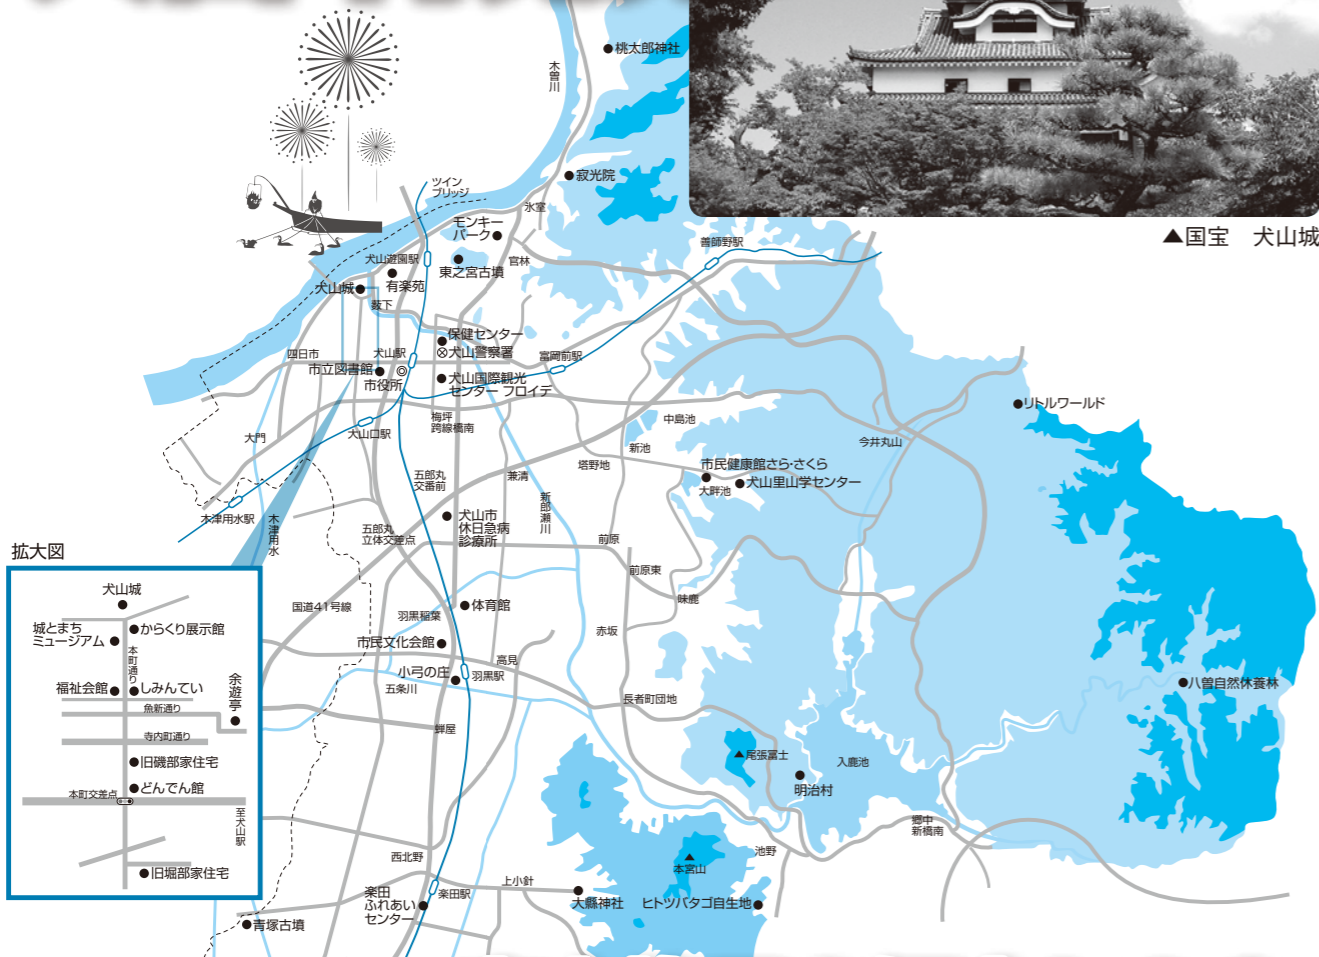 桃太郎神社
木曽川
寂光院
▲国宝　犬山城
ツイン
ブリッジ
氷室
モンキー
パーク
善師野駅
犬山遊園駅
東之宮古墳
官林
有楽苑
犬山城
薮下
保健センター
犬山警察署
四日市
犬山駅
富岡前駅
市立図書館
市役所
犬山国際観光
センター フロイデ
リトルワールド
梅坪
跨線橋南
中島池
大門
犬山口駅
今井丸山
新池
塔野地
市民健康館さら・さくら
五郎丸
交番前
兼清
大畔池
犬山里山学センター
新郷瀬川
木津用水駅
木津用水
犬山市
休日急病
診療所
五郎丸
立体交差点
前原
前原東
味鹿
国道41号線
羽黒稲葉
体育館
赤坂
市民文化会館
高見
小弓の庄
羽黒駅
五条川
長者町団地
八曽自然休養林
蝉屋
尾張冨士
入鹿池
明治村
郷中
新橋南
池野
西北野
本宮山
上小針
楽田
ふれあい
センター
楽田駅
大縣神社
ヒトツバタゴ自生地
青塚古墳
拡大図
犬山城
城とまち
ミュージアム
からくり展示館
本町通り
福祉会館
しみんてい
余遊亭
魚新通り
寺内町通り
旧磯部家住宅
どんでん館
本町交差点
至犬山駅
旧堀部家住宅